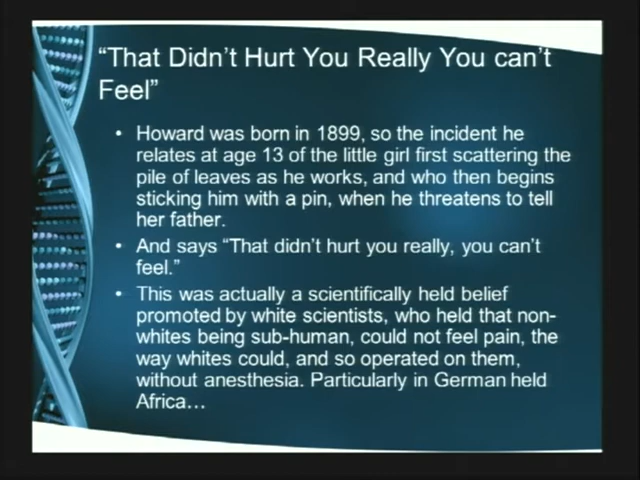 “That Didn’t Hurt You Really You can’t
Feel”
• Howard was born in 1899, so the incident he
relates at age 13 of the little girl first scattering the
pile of leaves as he works, and who then begins
sticking him with a pin, when he threatens to tell
her father.
• And says “That didn’t hurt you really, you can’t
feel.”
• This was actually a scientifically held belief
promoted by white scientists, who held that non-
whites being sub-human, could not feel pain, the
way whites could, and so operated on them,
without anesthesia. Particularly in German held
Africa…